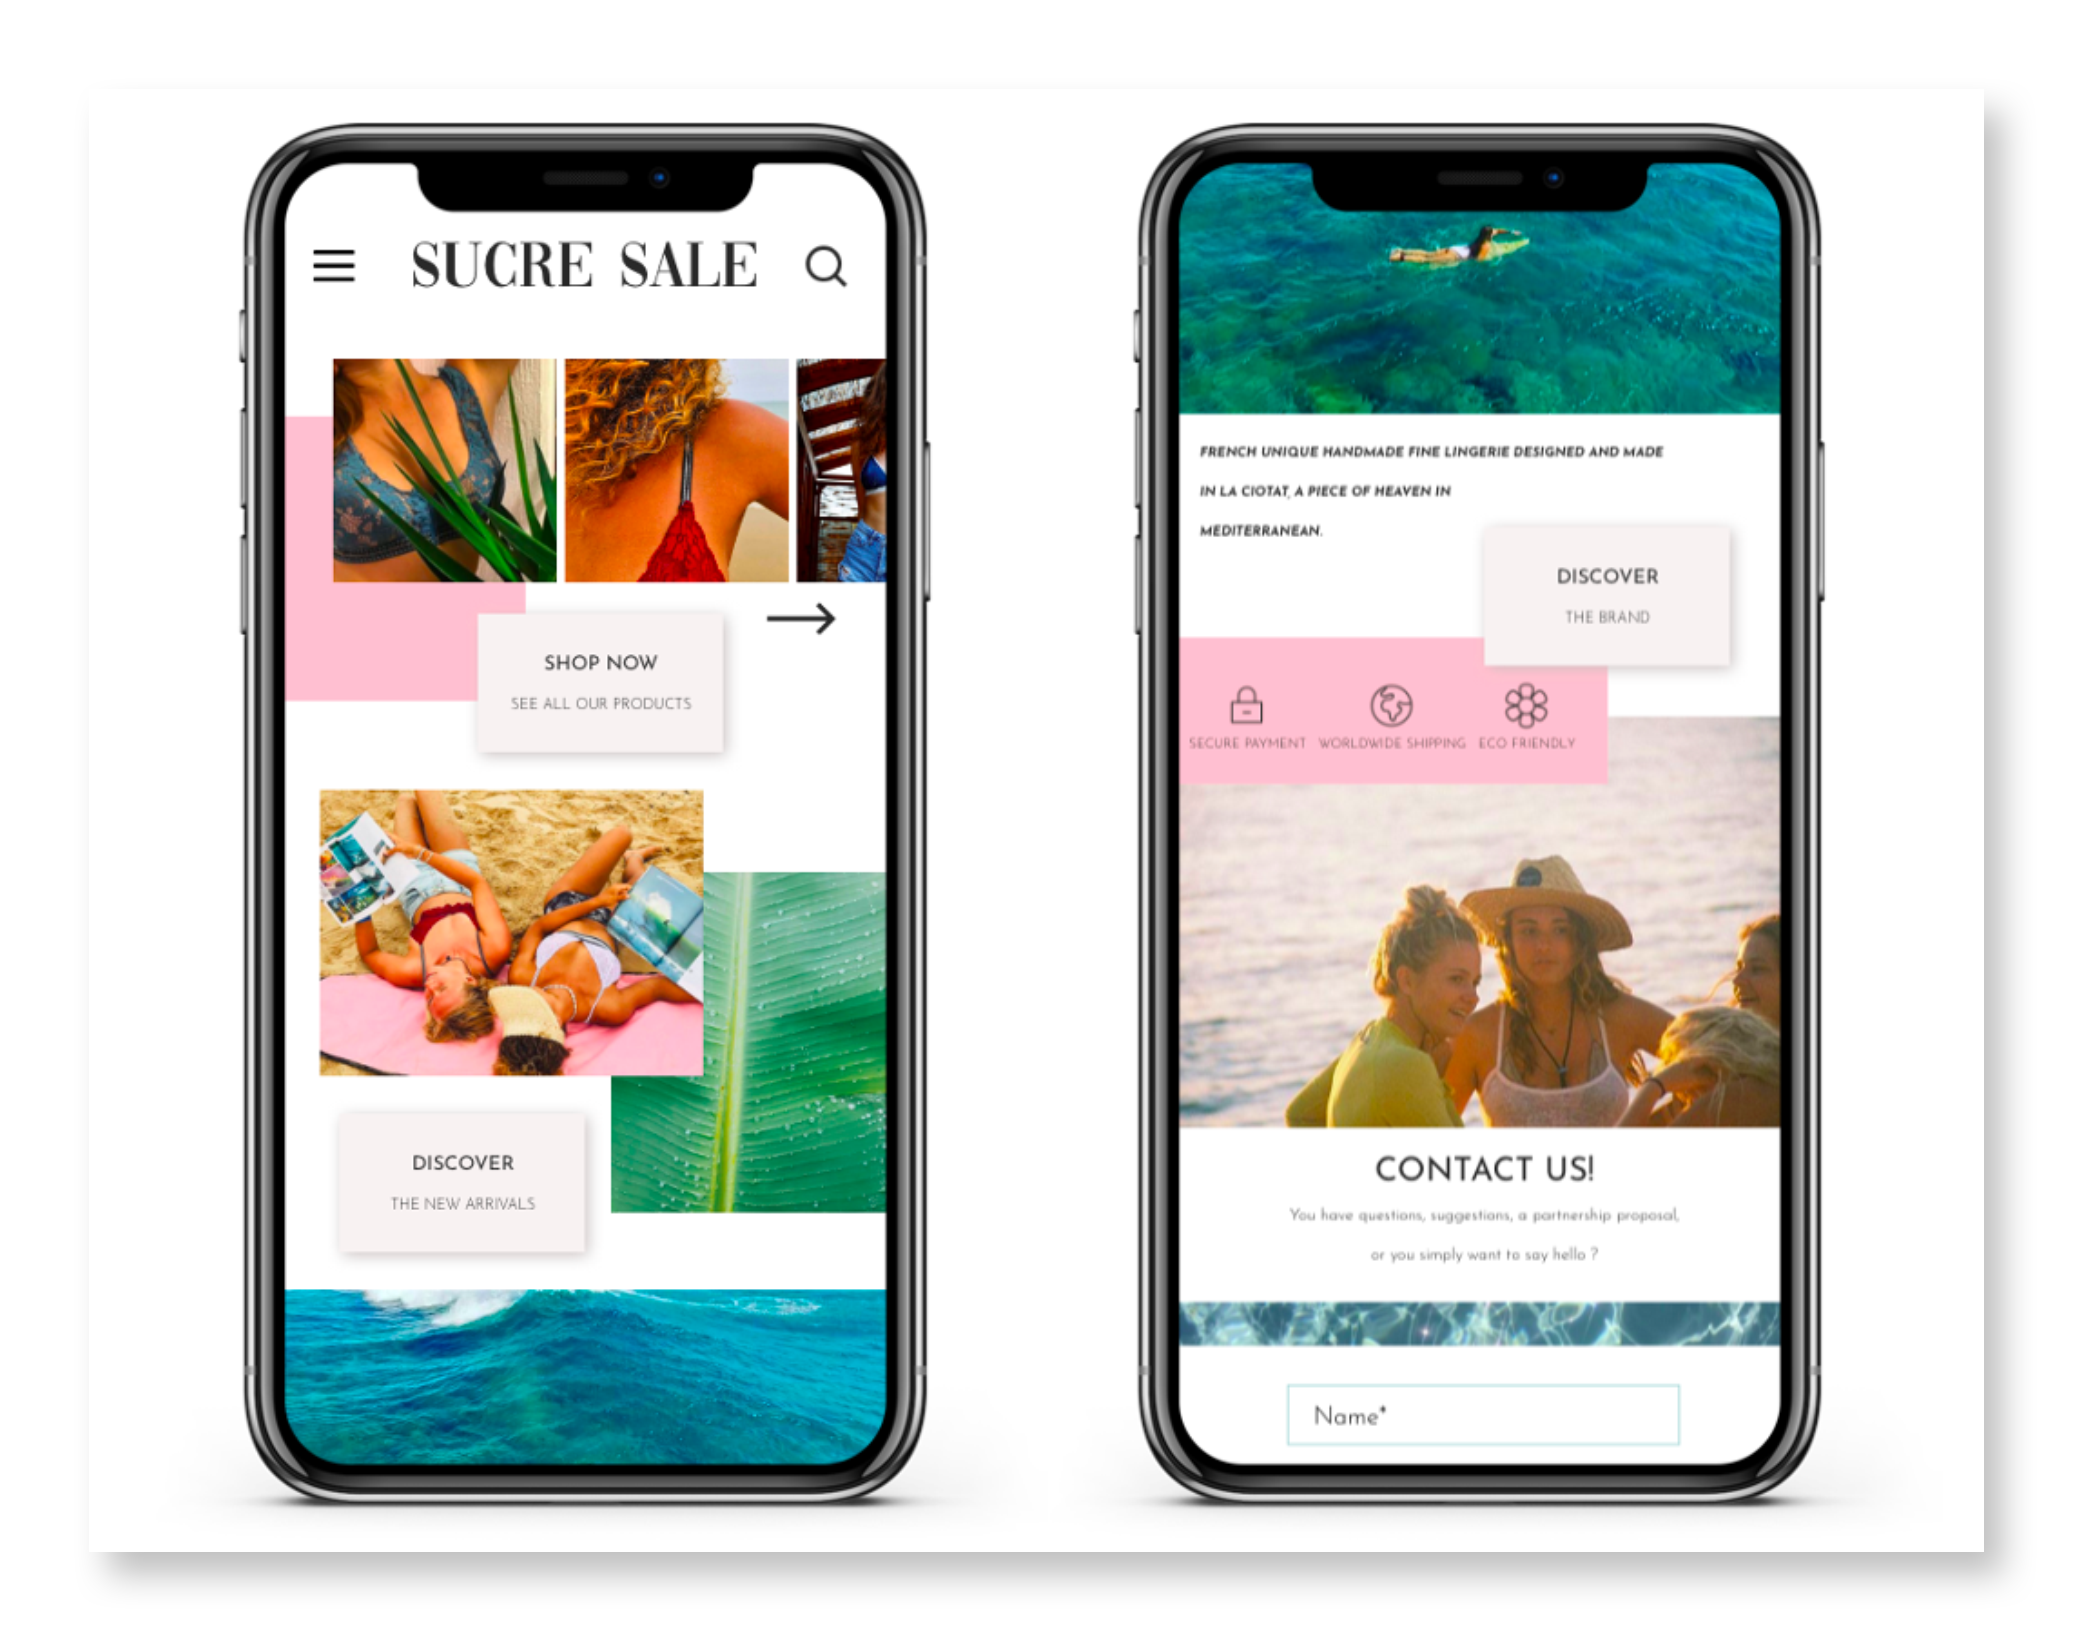 SUCRE SALE
SHOP NOW
SEE ALL OUR PRODUCTS
DISCOVER
THE NEW ARRIVALS
FRENCH UNIQUE HANDMADE FINE LINGERIE DESIGNED AND MADE
IN LA CIOTAT, A PIECE OF HEAVEN IN
MEDITERRANEAN.
DISCOVER
THE BRAND
SECURE PAYMENT WORLDWIDE SHIPPING ECO FRIENDLY
CONTACT US!
You have questions, suggestions, a partnership proposal,
or you simply want to say hello ?
Name*